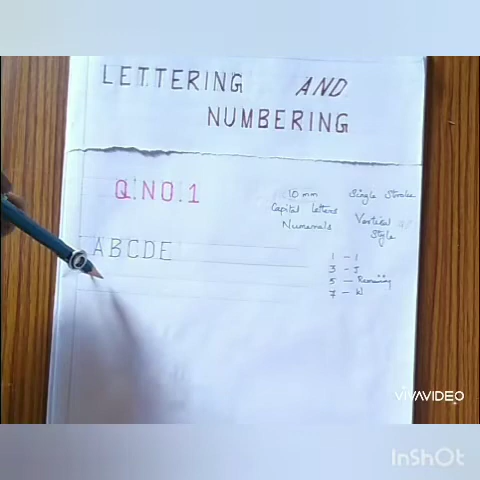 LETTERING AND
NUMBERING
Q.NO.1
10 mm Single Stroke
Capital letters Vertical
Numerals Style
ABCDE
1 - I
3 - J
5 - Remaining
7 - W
VIVAVIDEO
InShOt